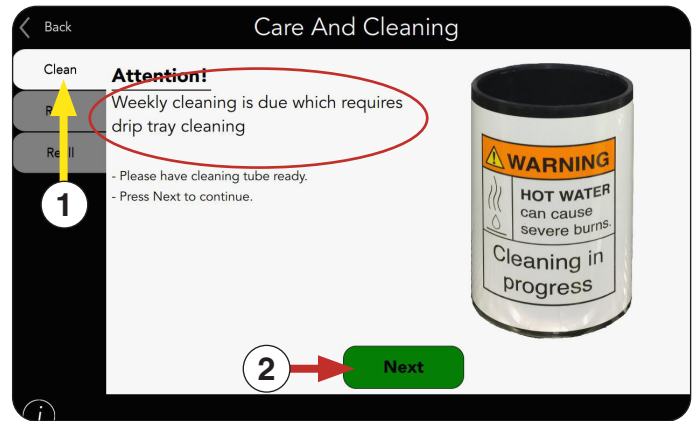 Back
Care And Cleaning
Clean
Attention!
Weekly cleaning is due which requires
drip tray cleaning
- Please have cleaning tube ready.
- Press Next to continue.
1
WARNING
HOT WATER
can cause
severe burns.
Cleaning in
progress
2
Next
i